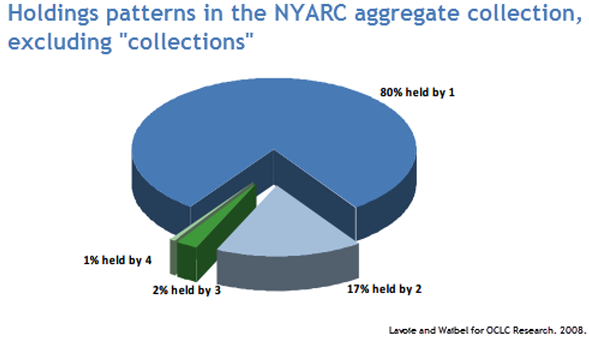 Holdings patterns in the NYARC aggregate collection,
excluding "collections"
80% held by 1
1% held by 4
2% held by 3
17% held by 2
Lavoie and Waibel for OCLC Research. 2008.